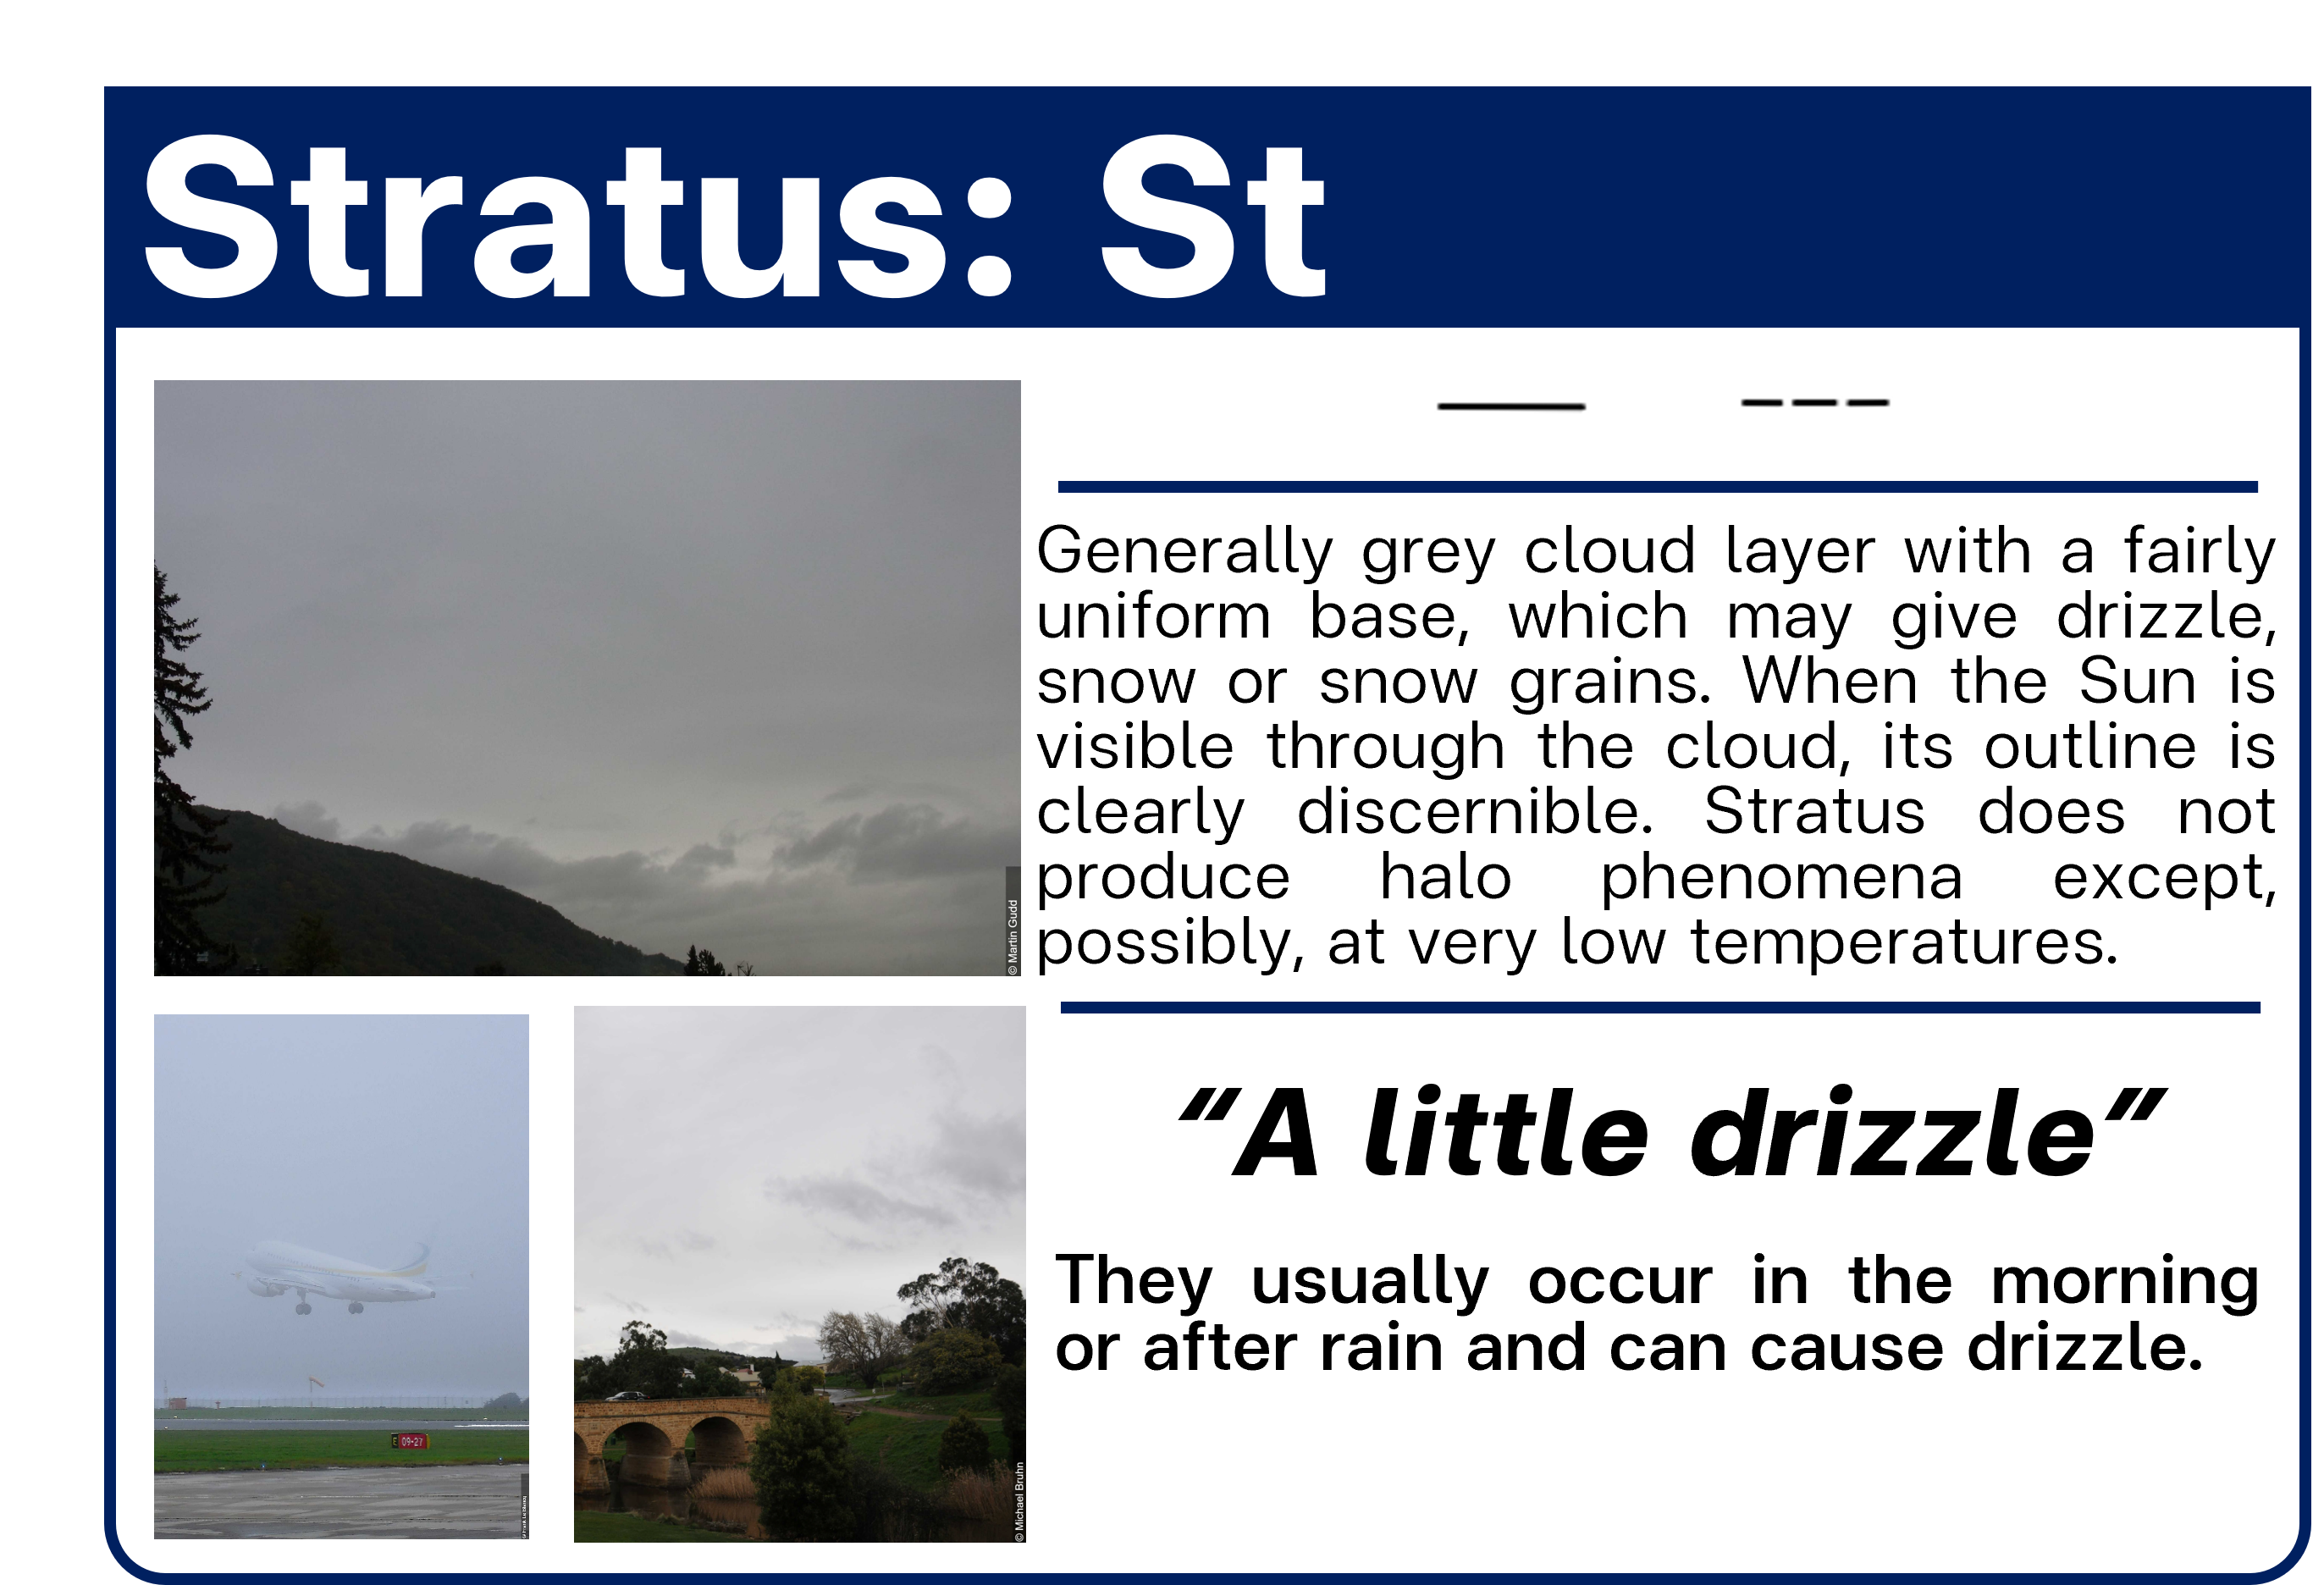 Stratus: St
Generally grey cloud layer with a fairly
uniform base, which may give drizzle,
snow or snow grains. When the Sun is
visible through the cloud, its outline is
clearly discernible. Stratus does not
produce halo phenomena except,
possibly, at very low temperatures.
© Martin Gudd
"A little drizzle"
They usually occur in the morning
or after rain and can cause drizzle.
E 09-27
© Michael Bruhn